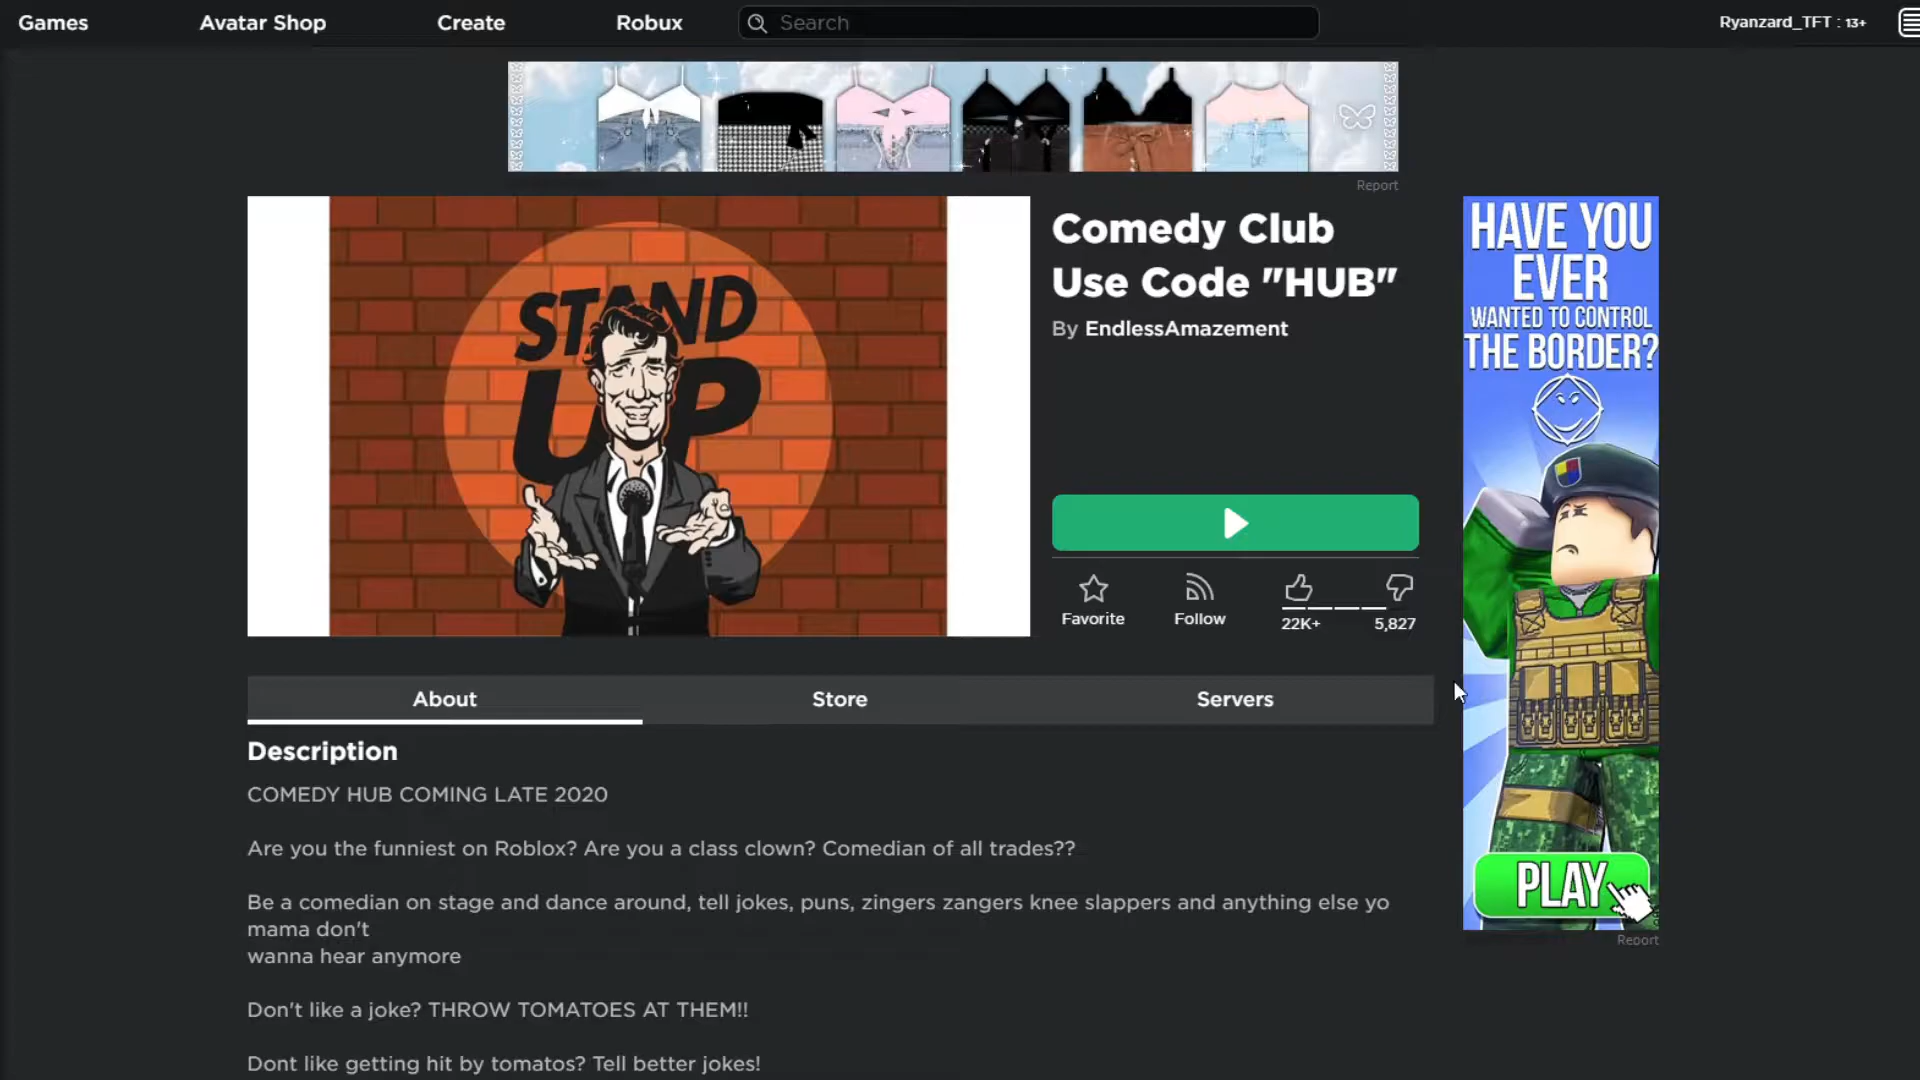 Games Avatar Shop Create Robux Search Ryanzard_TFT : 13+
Report
Comedy Club
Use Code "HUB"
By EndlessAmazement
STAND
UP
HAVE YOU
EVER
WANTED TO CONTROL
THE BORDER?
Favorite Follow 22K+ 5,827
About Store Servers
Description
COMEDY HUB COMING LATE 2020
Are you the funniest on Roblox? Are you a class clown? Comedian of all trades??
Be a comedian on stage and dance around, tell jokes, puns, zingers zangers knee slappers and anything else yo
mama don't
wanna hear anymore
PLAY
Report
Don't like a joke? THROW TOMATOES AT THEM!!
Dont like getting hit by tomatos? Tell better jokes!